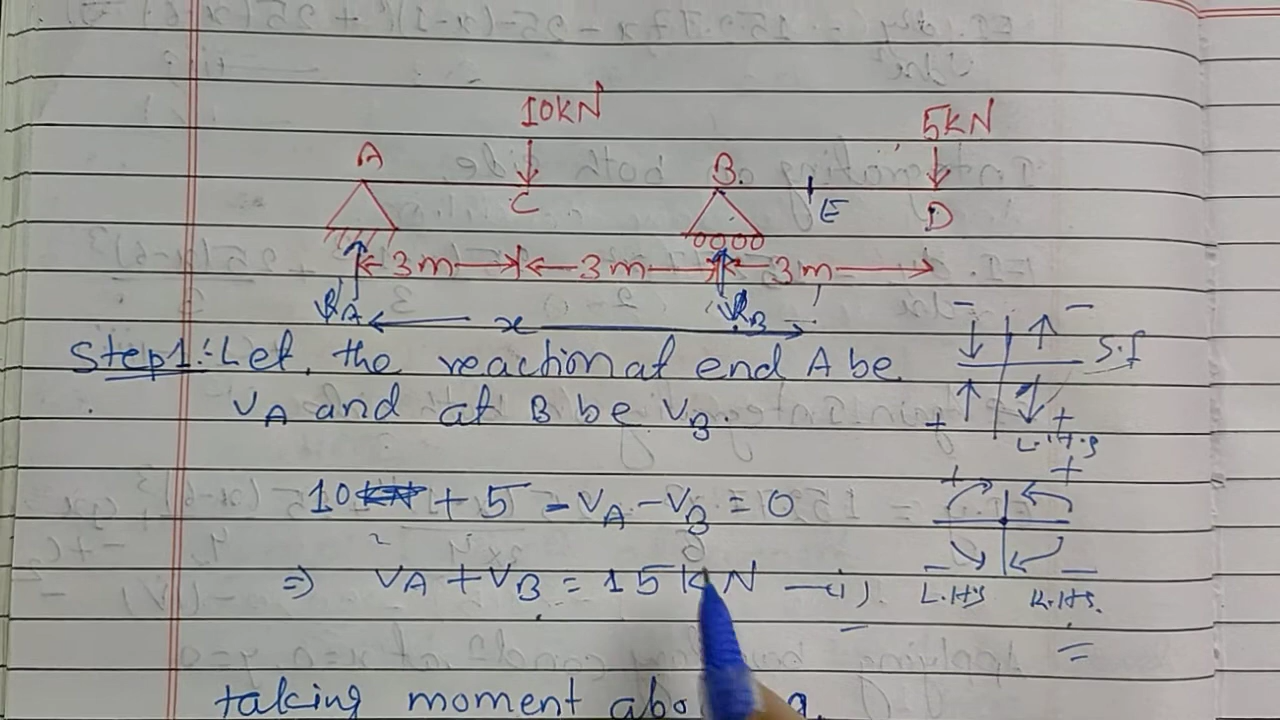 10KN 5KN
A B. C E D
3m 3m 3m
VA x VB
Step1:- Let, the reaction at end A be
VA and at B be VB.
- - S.F
+ + L.H.S
10 + 5 - VA - VB = 0
+ +
⇒ VA + VB = 15 KN —(i).
- -
L.H.S R.H.S.
taking moment abo